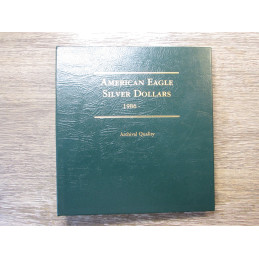 AMERICAN EAGLE
SILVER DOLLARS
1986
Archival Quality